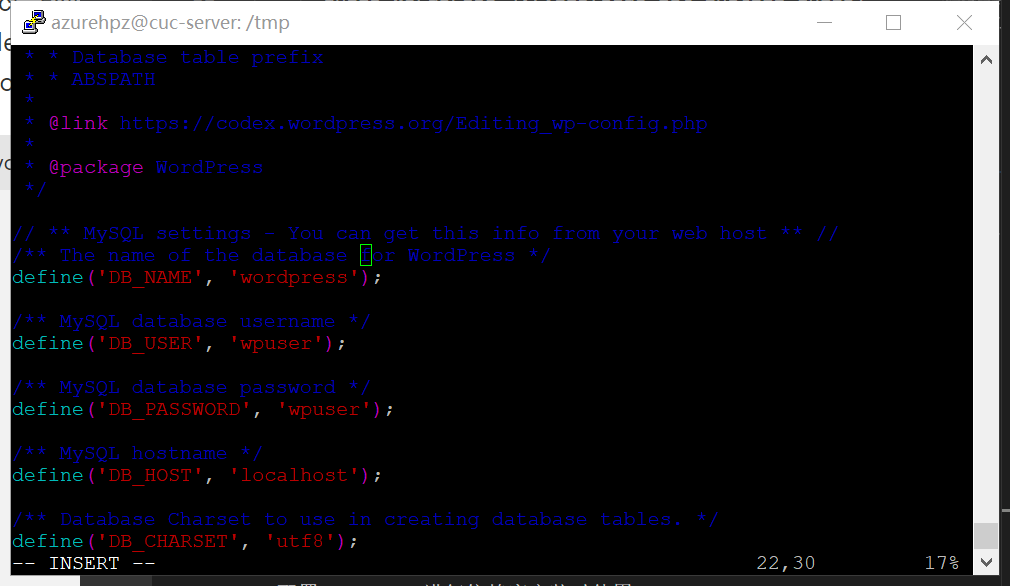 azurehpz@cuc-server: /tmp
* * Database table prefix
* * ABSPATH
*
* @link https://codex.wordpress.org/Editing_wp-config.php
*
* @package WordPress
*/
// ** MySQL settings - You can get this info from your web host ** //
/** The name of the database for WordPress */
define('DB_NAME', 'wordpress');
/** MySQL database username */
define('DB_USER', 'wpuser');
/** MySQL database password */
define('DB_PASSWORD', 'wpuser');
/** MySQL hostname */
define('DB_HOST', 'localhost');
/** Database Charset to use in creating database tables. */
define('DB_CHARSET', 'utf8');
-- INSERT -- 22,30 17%